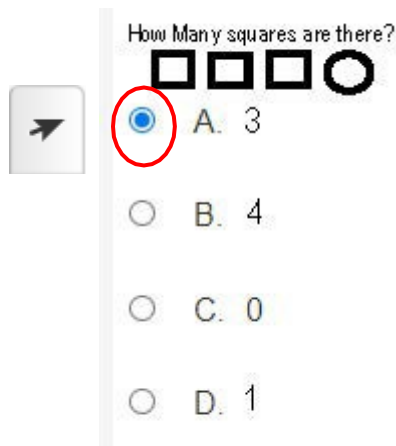 How Many squares are there?
A. 3
B. 4
C. 0
D. 1